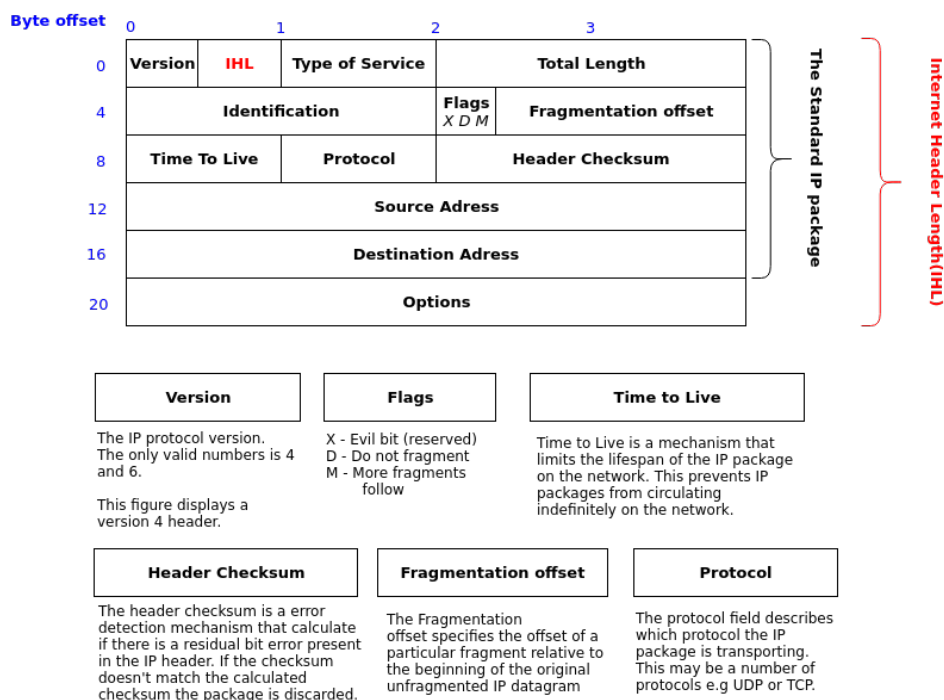 Byte offset 0 1 2 3
0 Version IHL Type of Service Total Length
4 Identification Flags X D M Fragmentation offset
8 Time To Live Protocol Header Checksum
12 Source Adress
16 Destination Adress
20 Options
The Standard IP package
Internet Header Length(IHL)
Version
The IP protocol version.
The only valid numbers is 4
and 6.
This figure displays a
version 4 header.
Flags
X - Evil bit (reserved)
D - Do not fragment
M - More fragments
follow
Time to Live
Time to Live is a mechanism that
limits the lifespan of the IP package
on the network. This prevents IP
packages from circulating
indefinitely on the network.
Header Checksum
The header checksum is a error
detection mechanism that calculate
if there is a residual bit error present
in the IP header. If the checksum
doesn't match the calculated
checksum the package is discarded.
Fragmentation offset
The Fragmentation
offset specifies the offset of a
particular fragment relative to
the beginning of the original
unfragmented IP datagram
Protocol
The protocol field describes
which protocol the IP
package is transporting.
This may be a number of
protocols e.g UDP or TCP.